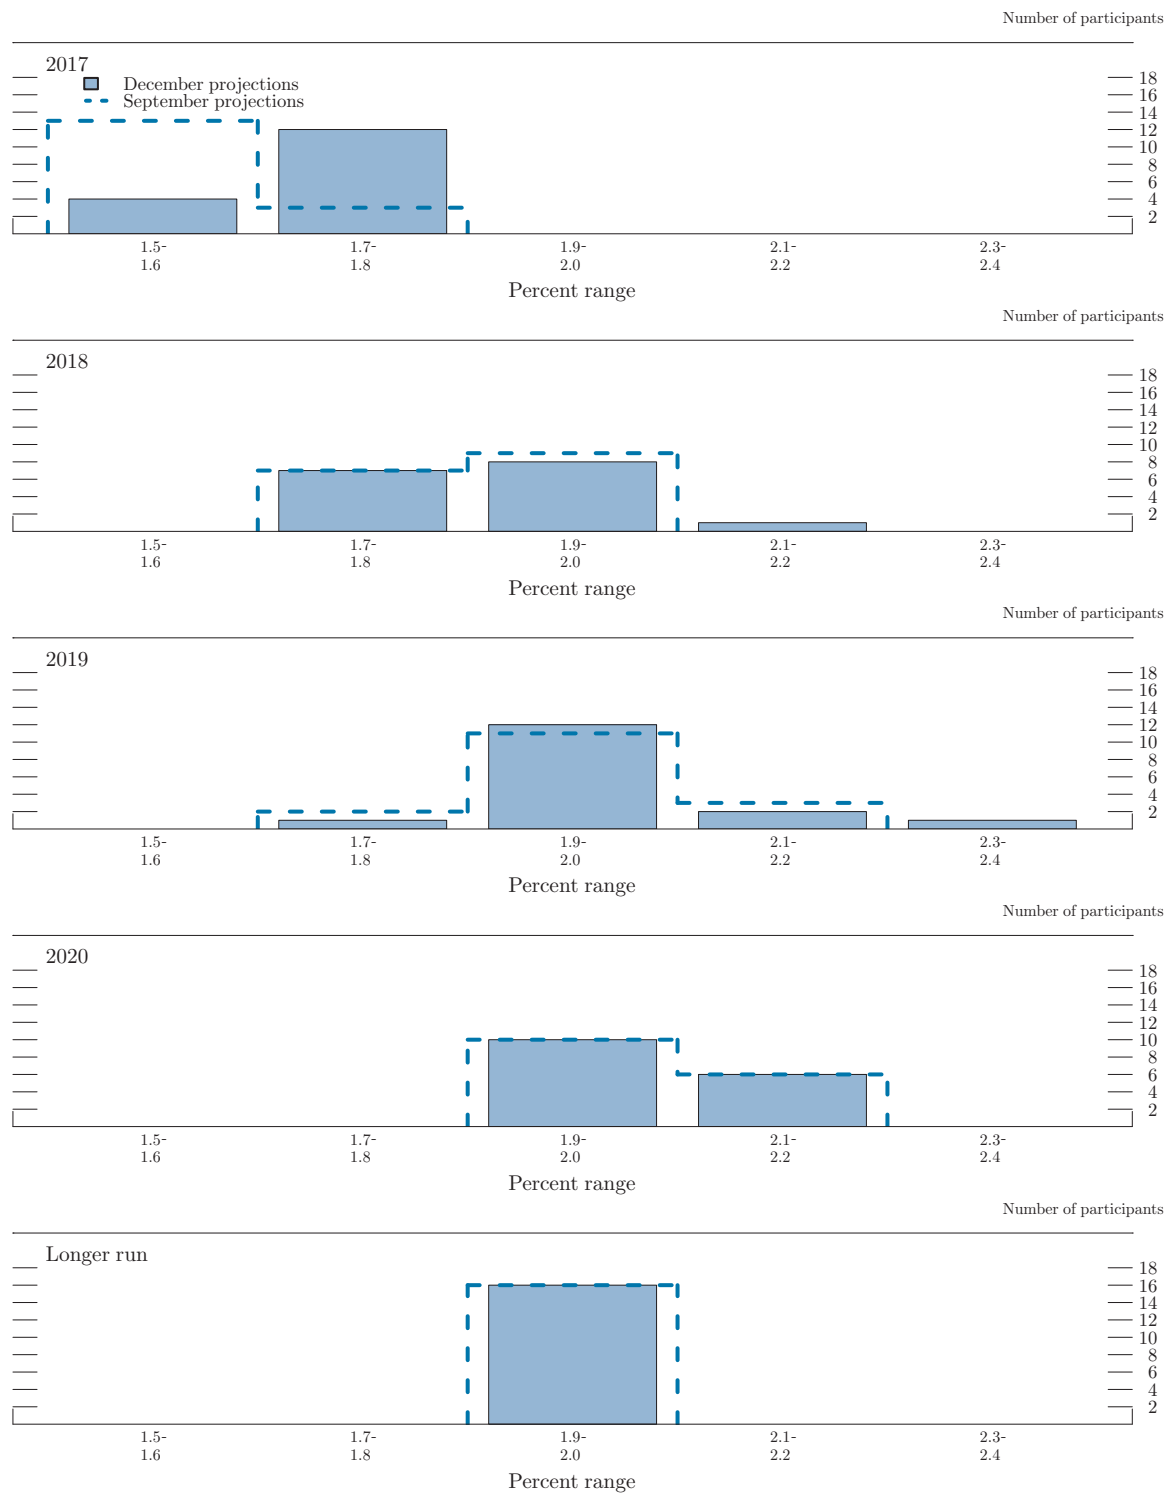 Number of participants
2017
December projections
September projections
18
16
14
12
10
8
6
4
2
1.5- 1.7- 1.9- 2.1- 2.3-
1.6 1.8 2.0 2.2 2.4
Percent range
Number of participants
2018
18
16
14
12
10
8
6
4
2
1.5- 1.7- 1.9- 2.1- 2.3-
1.6 1.8 2.0 2.2 2.4
Percent range
Number of participants
2019
18
16
14
12
10
8
6
4
2
1.5- 1.7- 1.9- 2.1- 2.3-
1.6 1.8 2.0 2.2 2.4
Percent range
Number of participants
2020
18
16
14
12
10
8
6
4
2
1.5- 1.7- 1.9- 2.1- 2.3-
1.6 1.8 2.0 2.2 2.4
Percent range
Number of participants
Longer run
18
16
14
12
10
8
6
4
2
1.5- 1.7- 1.9- 2.1- 2.3-
1.6 1.8 2.0 2.2 2.4
Percent range